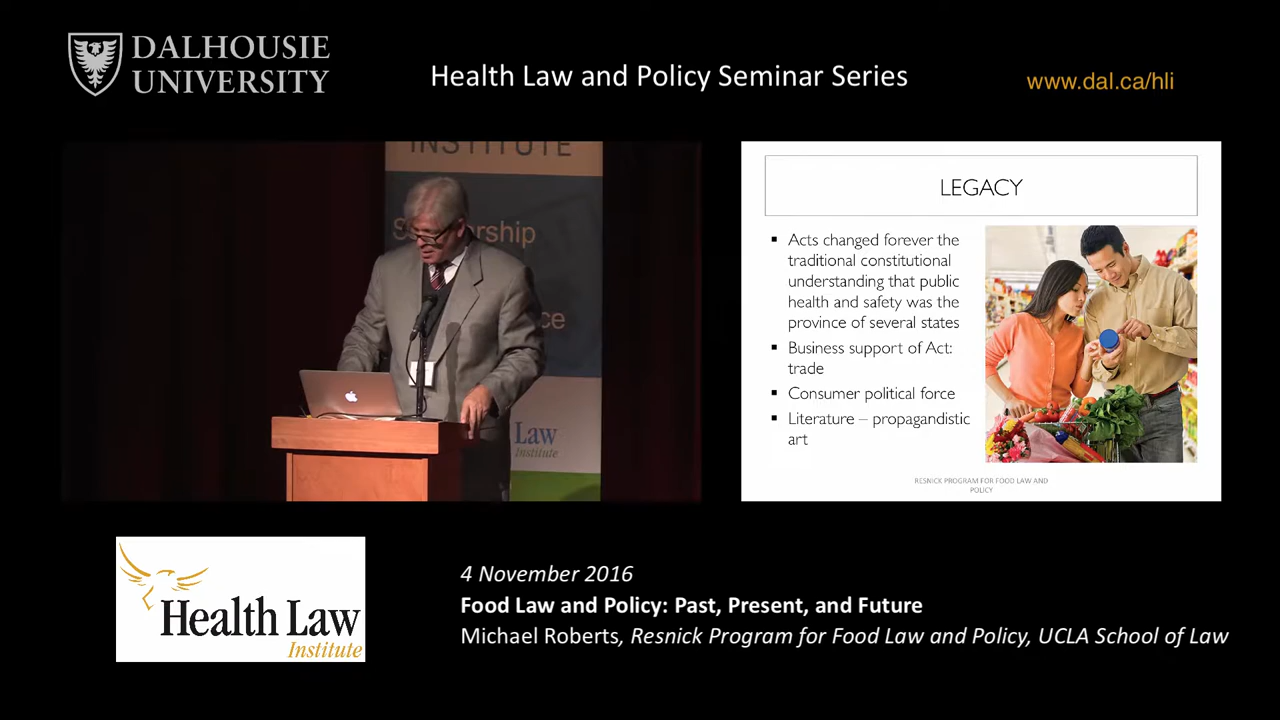 DALHOUSIE
UNIVERSITY
Health Law and Policy Seminar Series
www.dal.ca/hli
INSTITUTE
Law
Institute
LEGACY
▪ Acts changed forever the
traditional constitutional
understanding that public
health and safety was the
province of several states
▪ Business support of Act:
trade
▪ Consumer political force
▪ Literature – propagandistic
art
RESNICK PROGRAM FOR FOOD LAW AND
POLICY
Health Law
Institute
4 November 2016
Food Law and Policy: Past, Present, and Future
Michael Roberts, Resnick Program for Food Law and Policy, UCLA School of Law